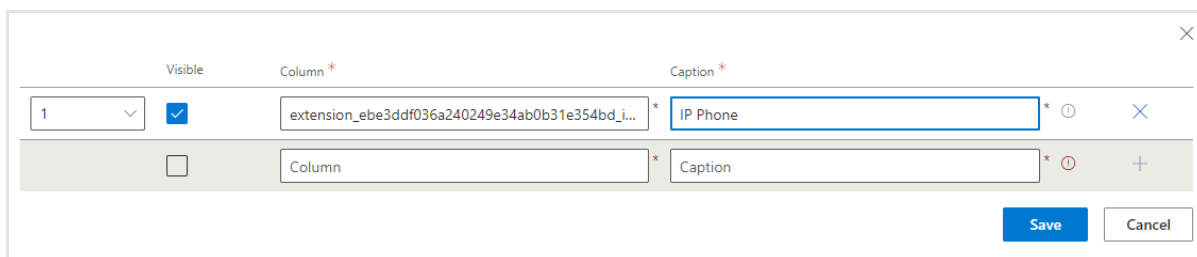 Visible Column * Caption *
1 extension_ebe3ddf036a240249e34ab0b31e354bd_i... * IP Phone *
Column * Caption *
Save Cancel